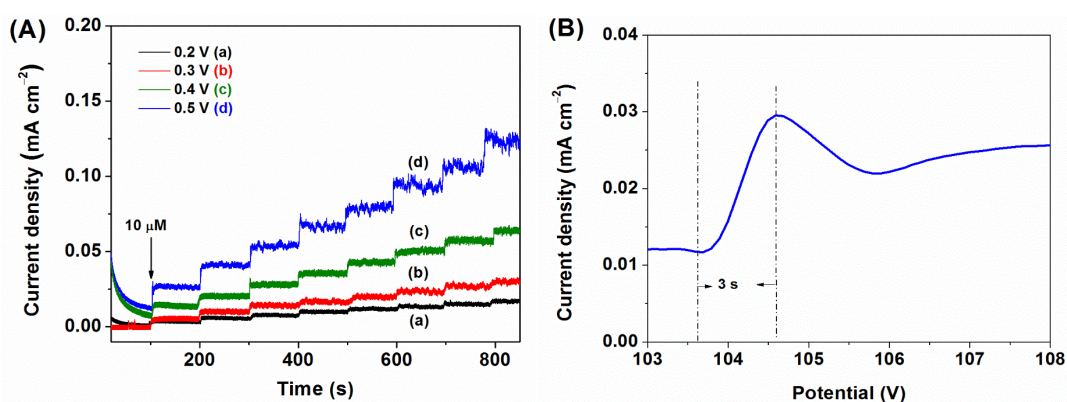 (A)
0.20
0.15
0.10
0.05
0.00
Current density (mA cm⁻²)
0.2 V (a)
0.3 V (b)
0.4 V (c)
0.5 V (d)
10 μM
(d)
(c)
(b)
(a)
200
400
600
800
Time (s)
(B)
0.04
0.03
0.02
0.01
0.00
Current density (mA cm⁻²)
3 s
103
104
105
106
107
108
Potential (V)